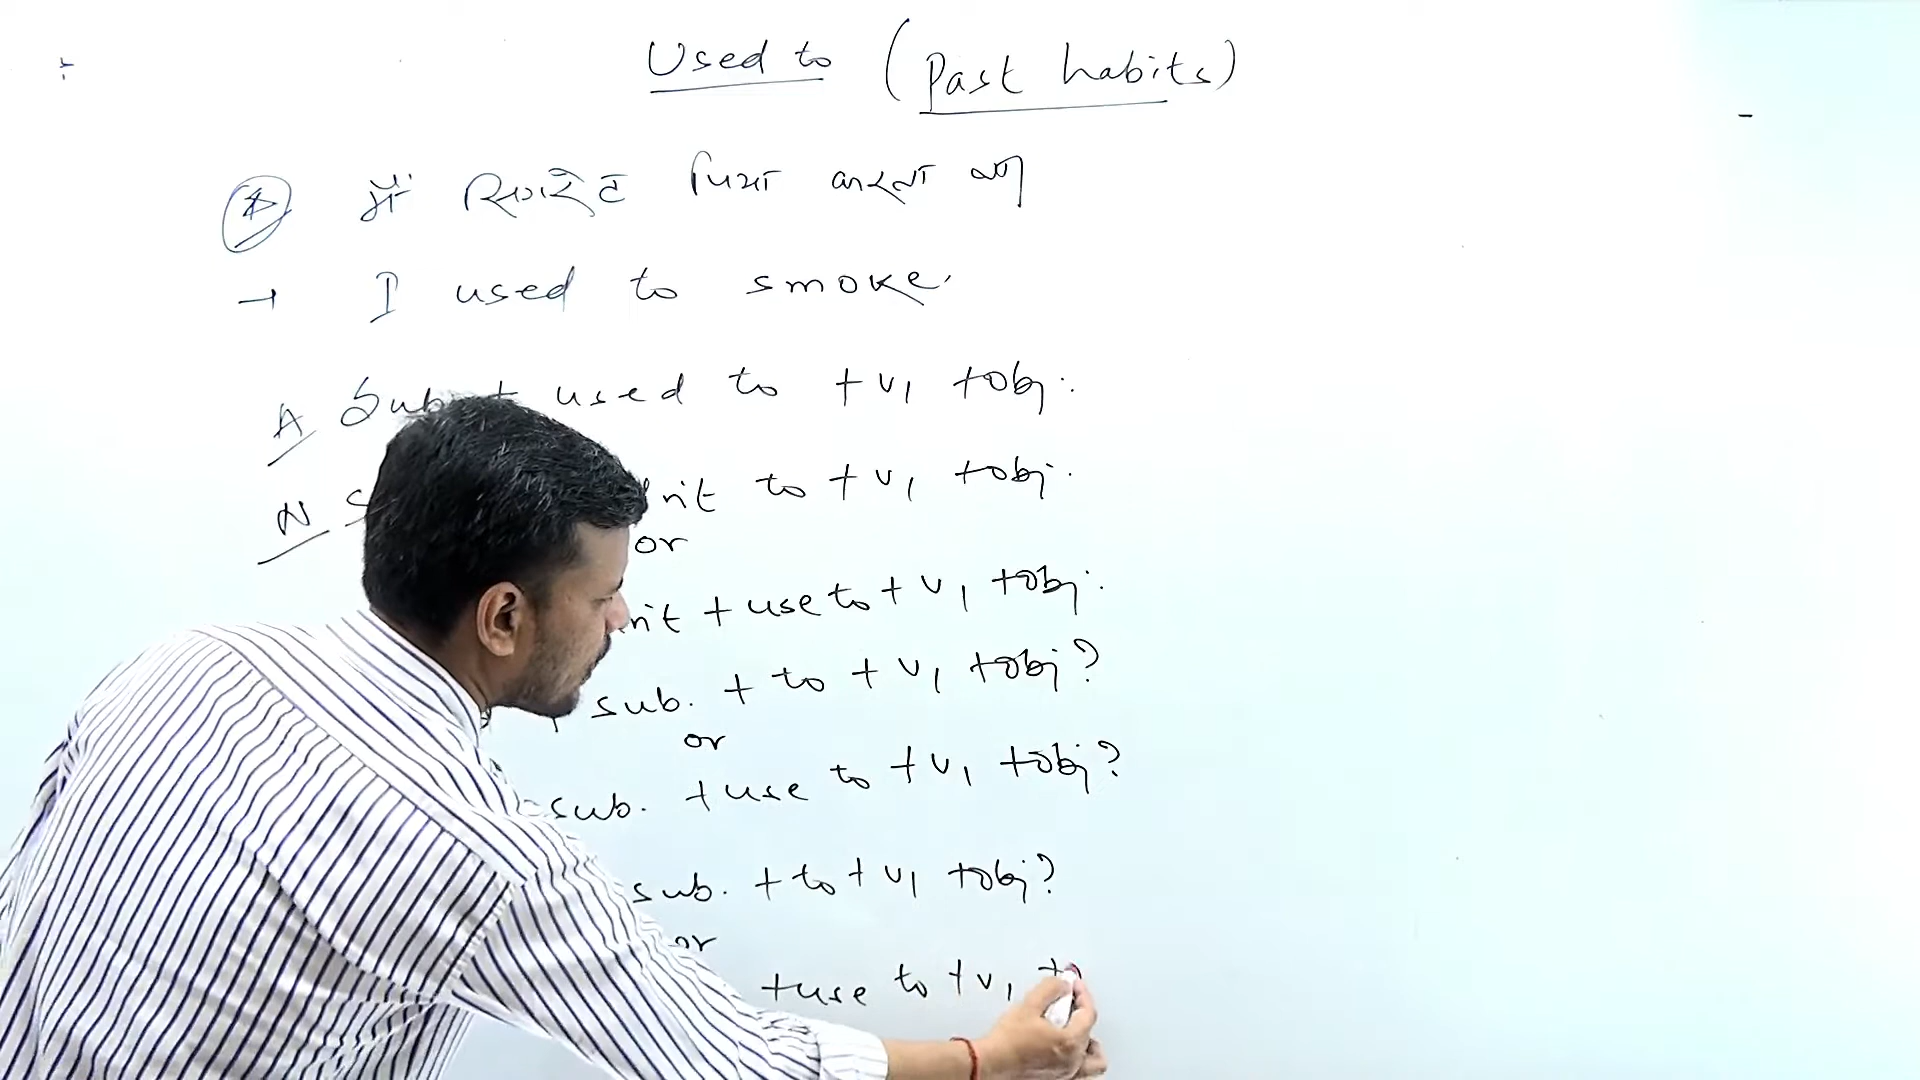 Used to (Past habits)
मैं सिगरेट पिया करता था
→ I used to smoke.
A Sub + used to + v1 + obj.
N S n't to + v1 + obj.
or
n't + use to + v1 + obj.
sub. + to + v1 + obj?
or
sub. + use to + v1 + obj?
sub. + to + v1 + obj?
or
+ use to + v1 +